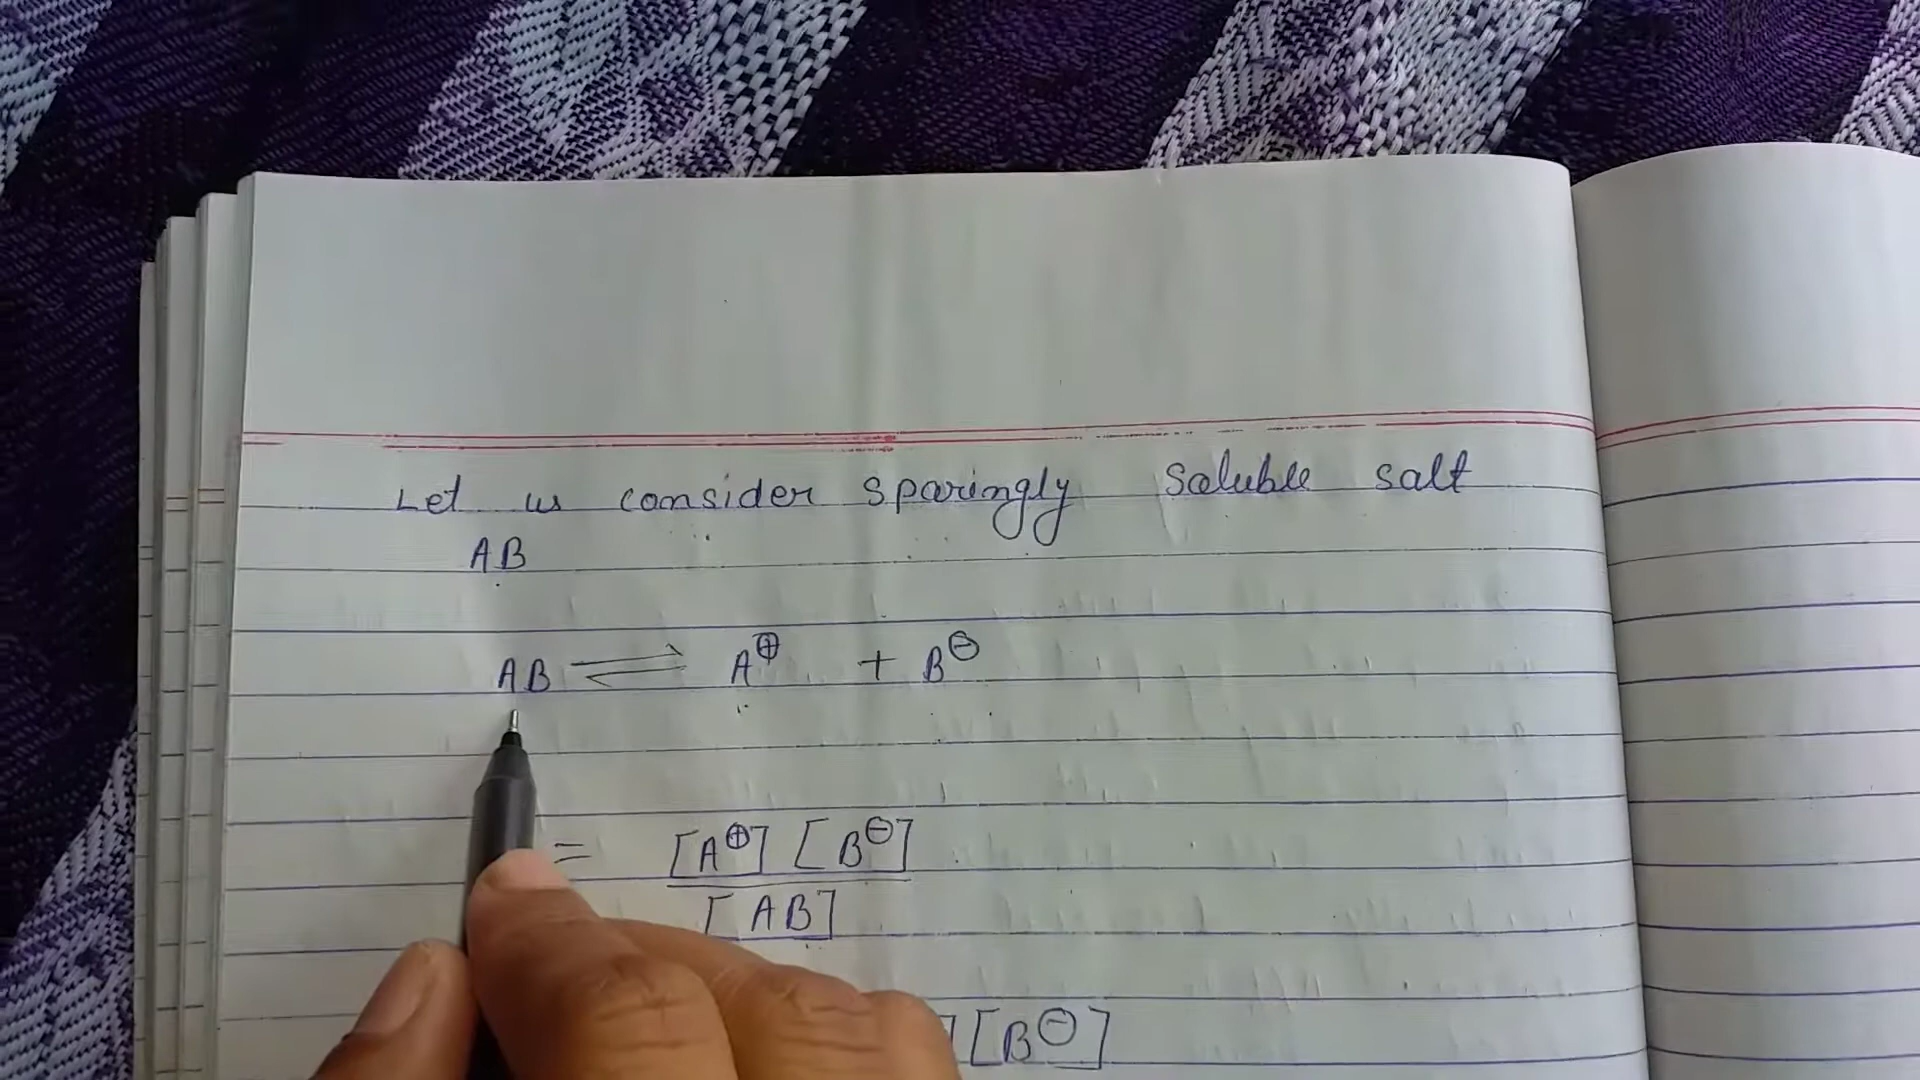 Let us consider sparingly soluble salt
AB
AB ⇌ A⊕ + B⊖
= [A⊕] [B⊖]
[AB]
][B⊖]